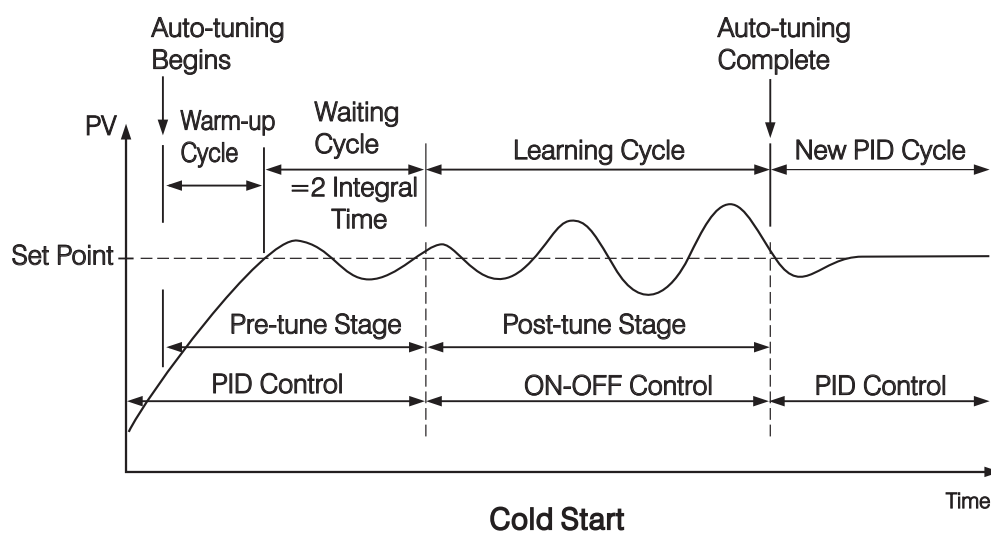 Auto-tuning
Begins
Auto-tuning
Complete
PV
Warm-up
Cycle
Waiting
Cycle
=2 Integral
Time
Learning Cycle
New PID Cycle
Set Point
Pre-tune Stage
Post-tune Stage
PID Control
ON-OFF Control
PID Control
Time
Cold Start